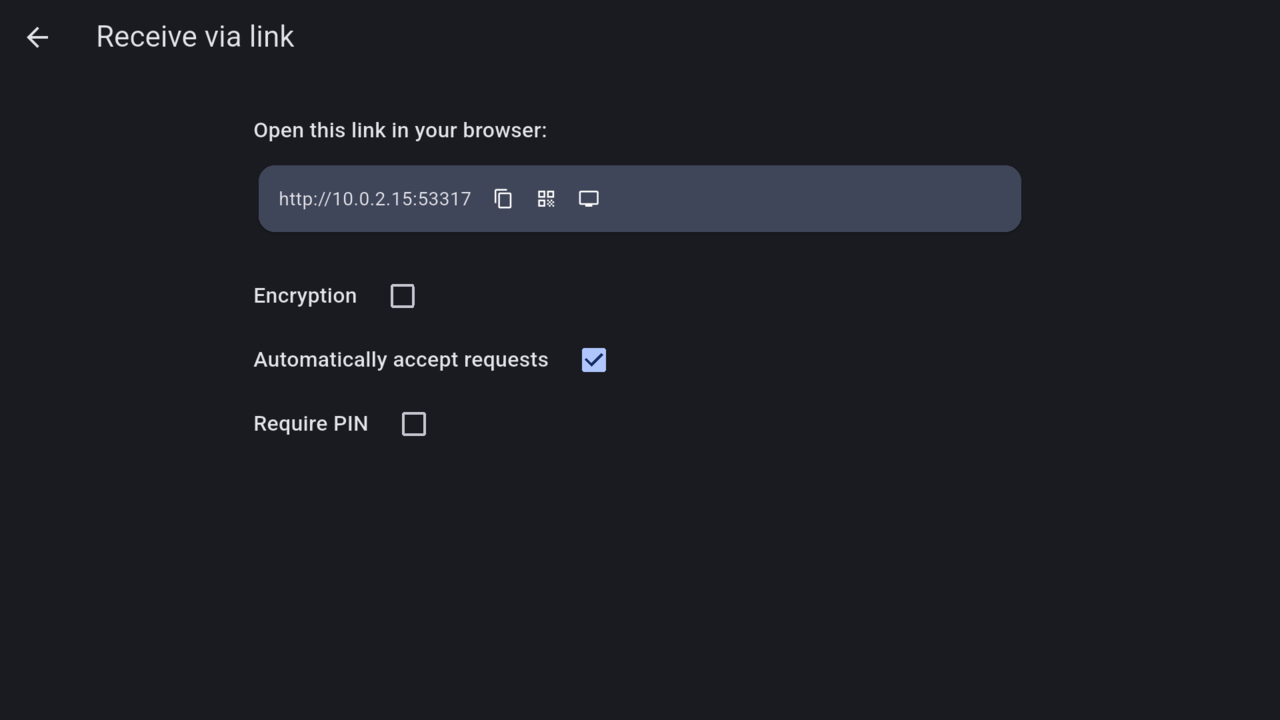 Receive via link
Open this link in your browser:
http://10.0.2.15:53317
Encryption
Automatically accept requests
Require PIN